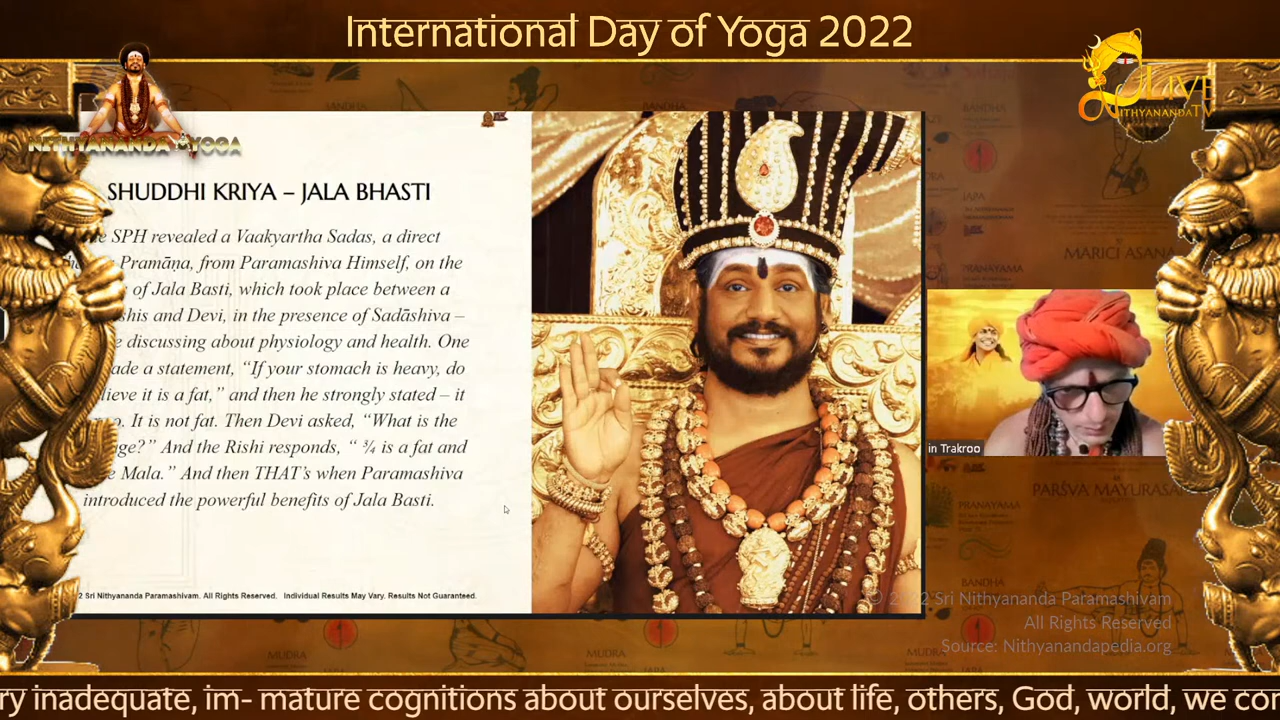 International Day of Yoga 2022
LIVE
NITHYANANDA TV
NITHYANANDA YOGA
SHUDDHI KRIYA – JALA BHASTI
SPH revealed a Vaakyartha Sadas, a direct
Pramāṇa, from Paramashiva Himself, on the
of Jala Basti, which took place between a
and Devi, in the presence of Sadāshiva –
discussing about physiology and health. One
a statement, “If your stomach is heavy, do
it is a fat,” and then he strongly stated – it
It is not fat. Then Devi asked, “What is the
And the Rishi responds, “ ¾ is a fat and
Mala.” And then THAT's when Paramashiva
introduced the powerful benefits of Jala Basti.
2 Sri Nithyananda Paramashivam. All Rights Reserved. Individual Results May Vary. Results Not Guaranteed.
BANDHA
JAPA
MARICI ASANA
PRANAYAMA
in Trakroo
PRANAYAMA
BANDHA
MUDRA
MUDRA
© 2022 Sri Nithyananda Paramashivam
All Rights Reserved
Source: Nithyanandapedia.org
inadequate, im- mature cognitions about ourselves, about life, others, God, world, we